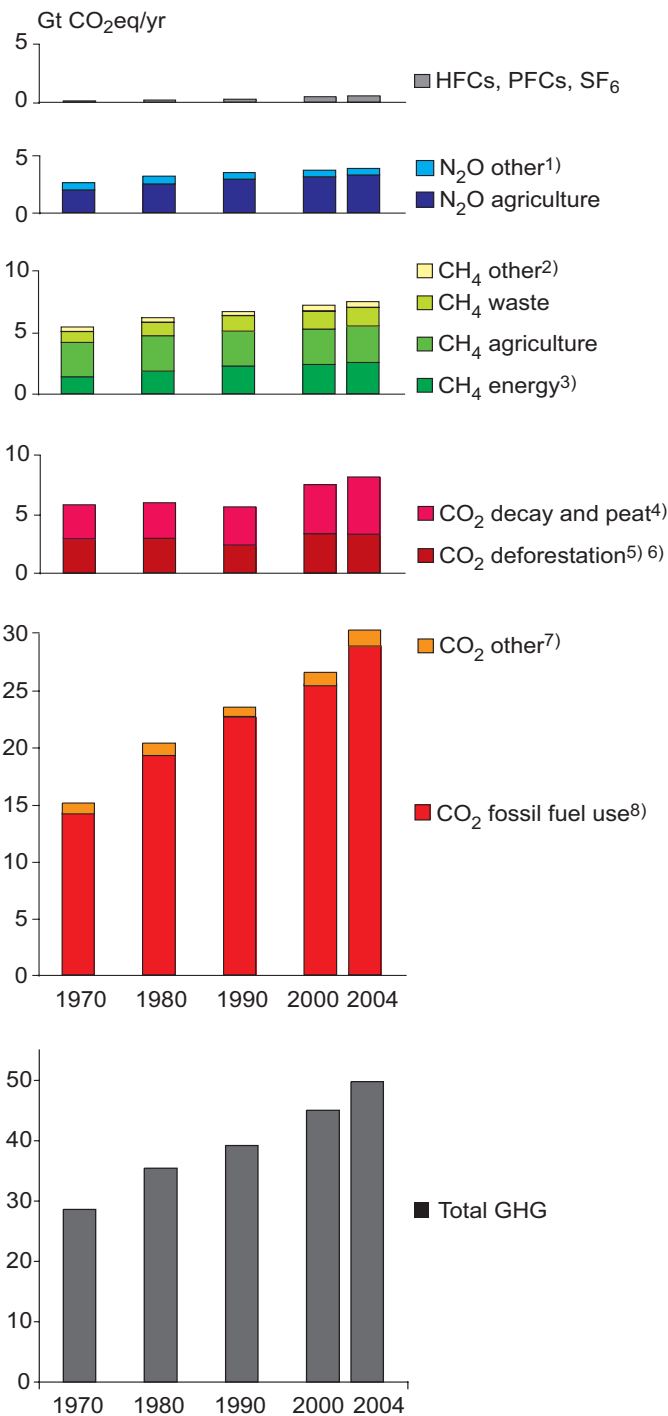 Gt CO2eq/yr
5
0
HFCs, PFCs, SF6
5
0
N2O other1)
N2O agriculture
10
5
0
CH4 other2)
CH4 waste
CH4 agriculture
CH4 energy3)
10
5
0
CO2 decay and peat4)
CO2 deforestation5) 6)
30
25
20
15
10
5
0
CO2 other7)
CO2 fossil fuel use8)
1970 1980 1990 2000 2004
50
40
30
20
10
0
Total GHG
1970 1980 1990 2000 2004